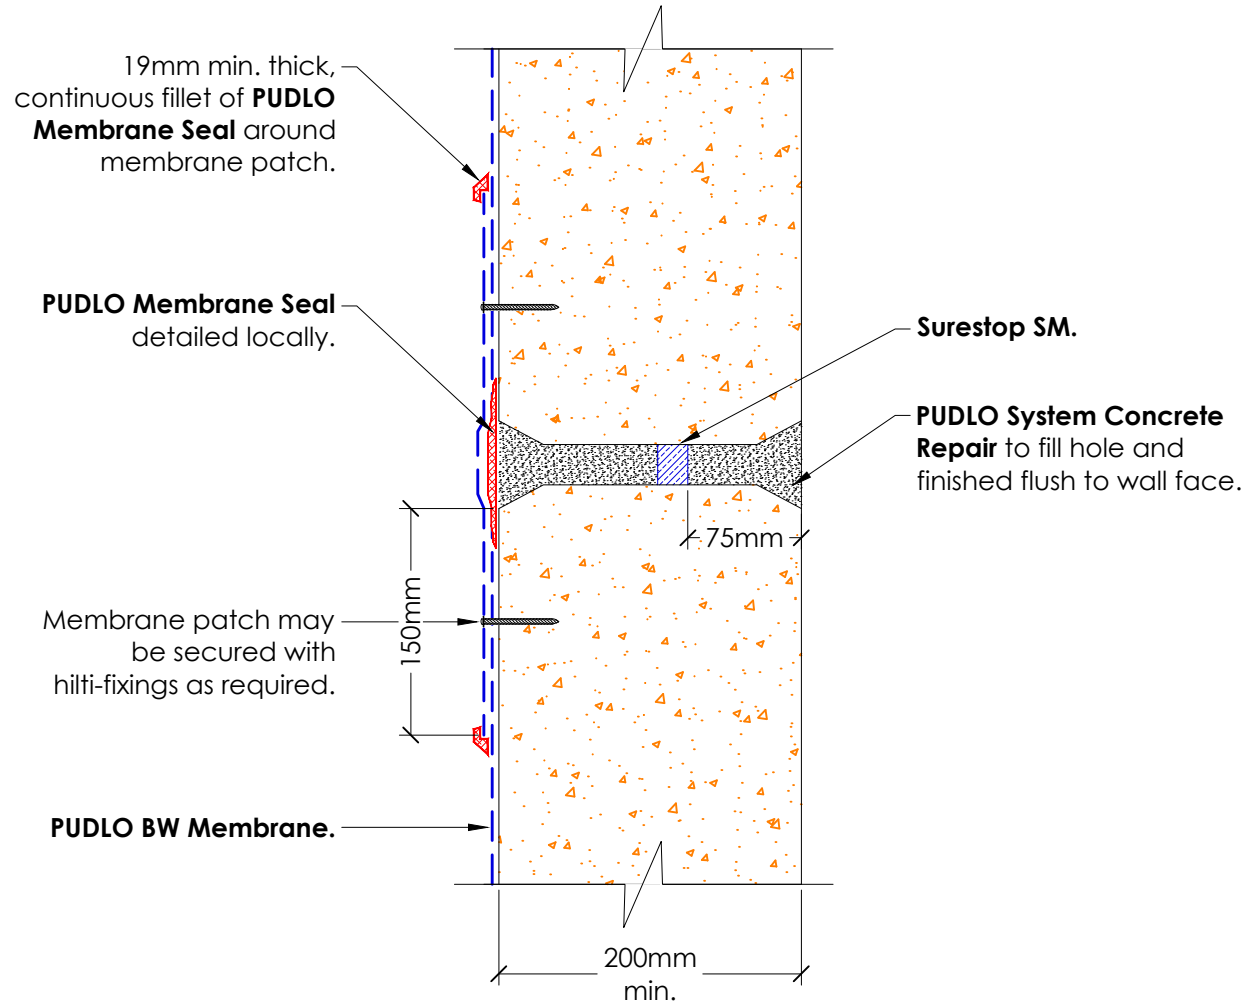 19mm min. thick,
continuous fillet of PUDLO
Membrane Seal around
membrane patch.
PUDLO Membrane Seal
detailed locally.
Surestop SM.
PUDLO System Concrete
Repair to fill hole and
finished flush to wall face.
75mm
150mm
Membrane patch may
be secured with
hilti-fixings as required.
PUDLO BW Membrane.
200mm
min.